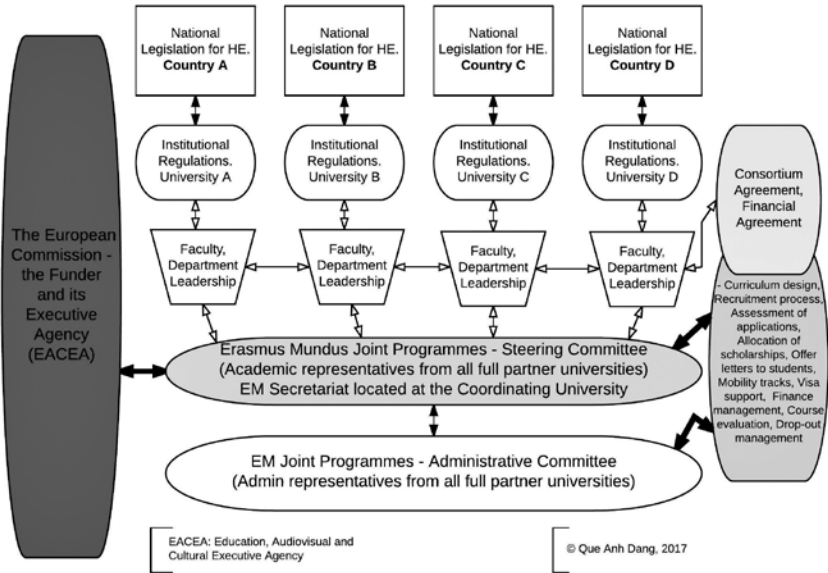 National
Legislation for HE.
Country A
National
Legislation for HE.
Country B
National
Legislation for HE.
Country C
National
Legislation for HE.
Country D
Institutional
Regulations.
University A
Institutional
Regulations.
University B
Institutional
Regulations.
University C
Institutional
Regulations.
University D
Consortium
Agreement,
Financial
Agreement
The European
Commission -
the Funder
and its
Executive
Agency
(EACEA)
Faculty,
Department
Leadership
Faculty,
Department
Leadership
Faculty,
Department
Leadership
Faculty,
Department
Leadership
- Curriculum design,
Recruitment process,
Assessment of
applications,
Allocation of
scholarships, Offer
letters to students,
Mobility tracks, Visa
support, Finance
management, Course
evaluation, Drop-out
management
Erasmus Mundus Joint Programmes - Steering Committee
(Academic representatives from all full partner universities)
EM Secretariat located at the Coordinating University
EM Joint Programmes - Administrative Committee
(Admin representatives from all full partner universities)
EACEA: Education, Audiovisual and
Cultural Executive Agency
© Que Anh Dang, 2017